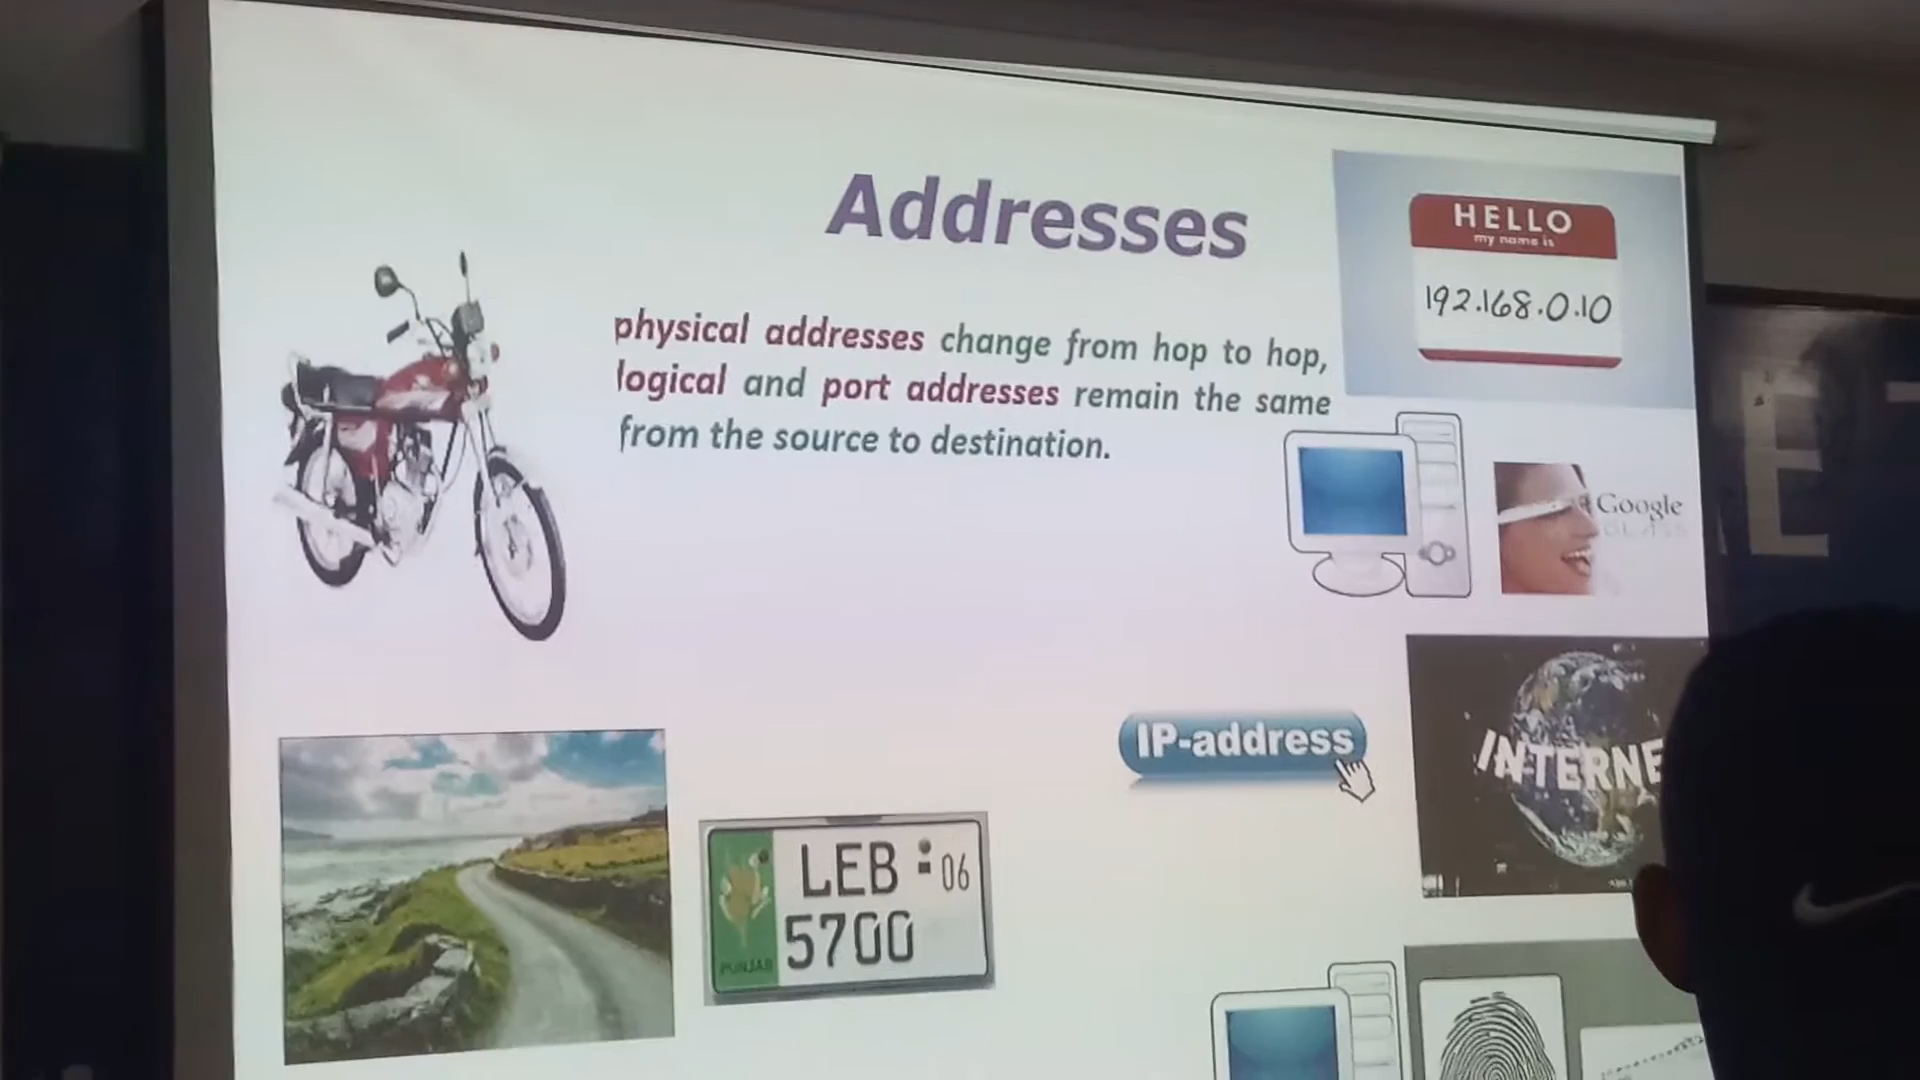 Addresses
physical addresses change from hop to hop,
logical and port addresses remain the same
from the source to destination.
HELLO
my name is
192.168.0.10
Google
GLASS
IP-address
INTERNE
LEB 06
5700
PUNJAB
E